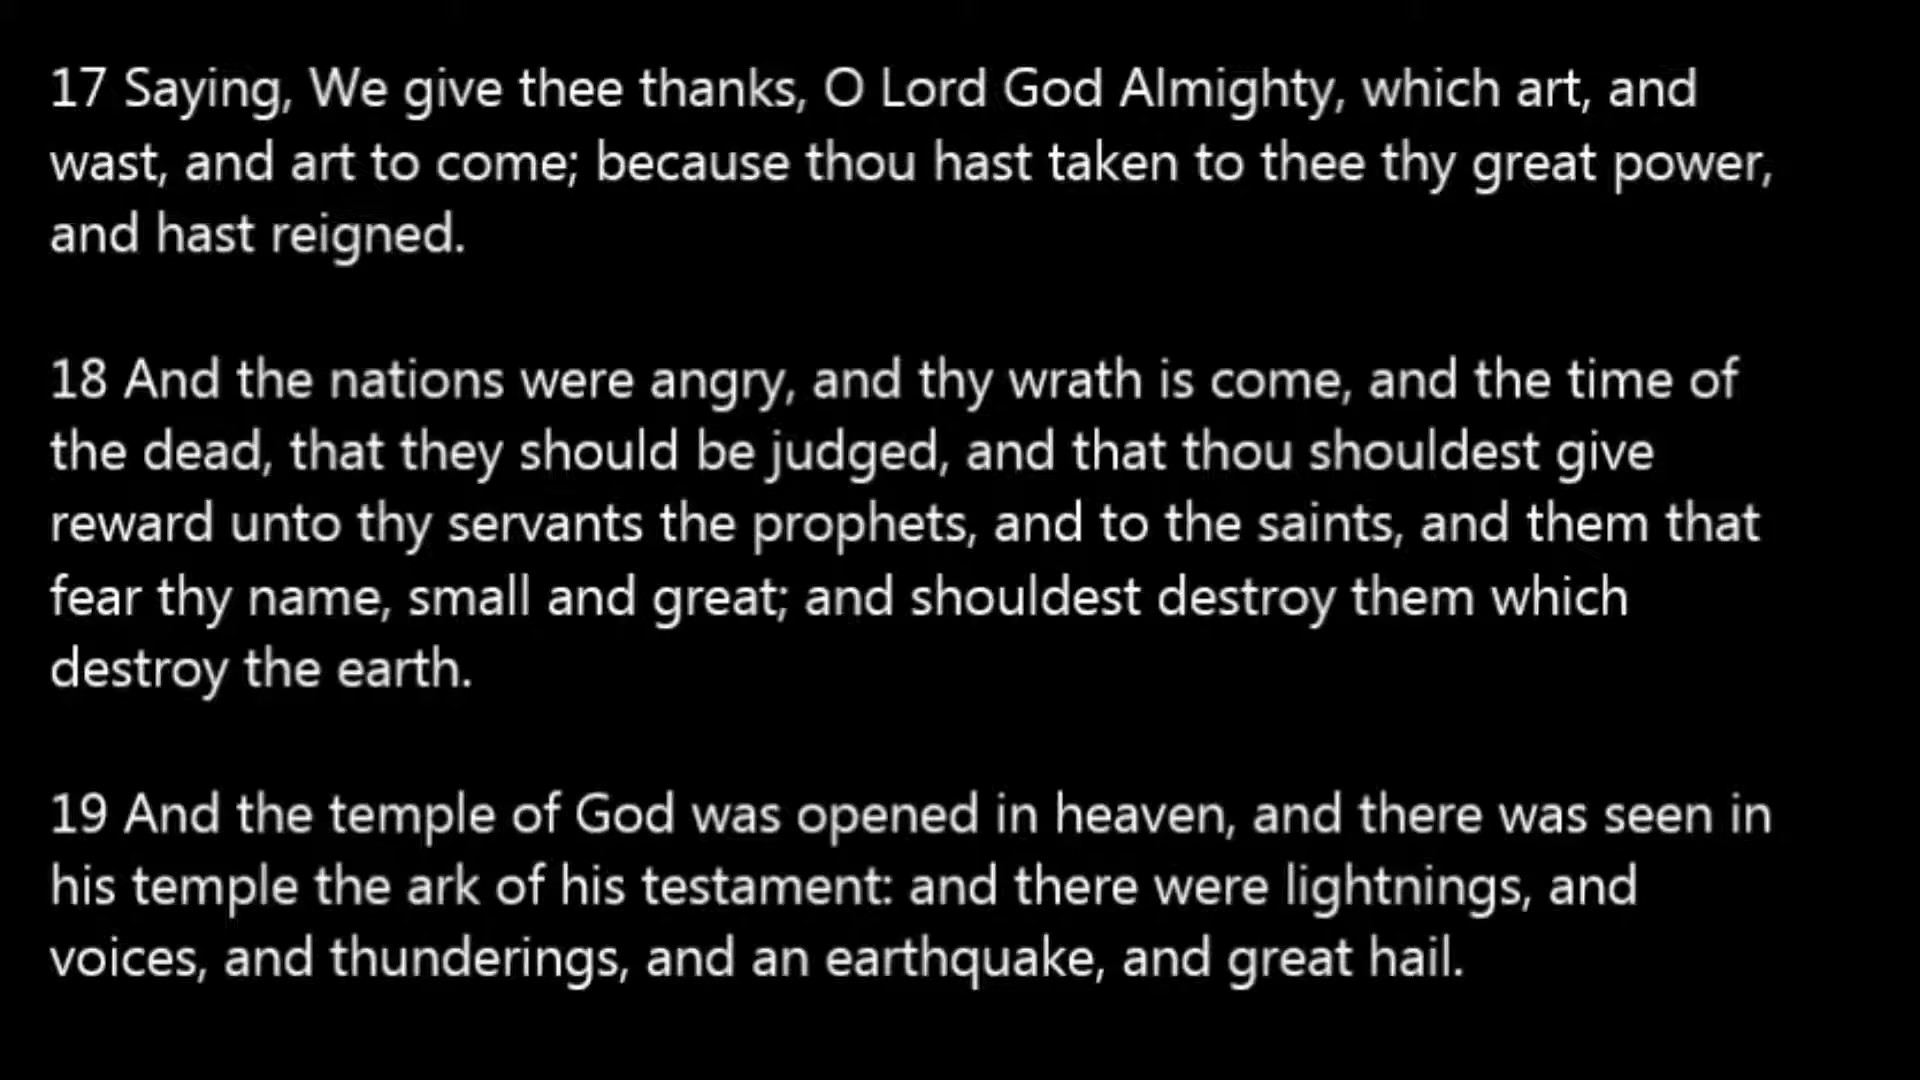 17 Saying, We give thee thanks, O Lord God Almighty, which art, and
wast, and art to come; because thou hast taken to thee thy great power,
and hast reigned.
18 And the nations were angry, and thy wrath is come, and the time of
the dead, that they should be judged, and that thou shouldest give
reward unto thy servants the prophets, and to the saints, and them that
fear thy name, small and great; and shouldest destroy them which
destroy the earth.
19 And the temple of God was opened in heaven, and there was seen in
his temple the ark of his testament: and there were lightnings, and
voices, and thunderings, and an earthquake, and great hail.